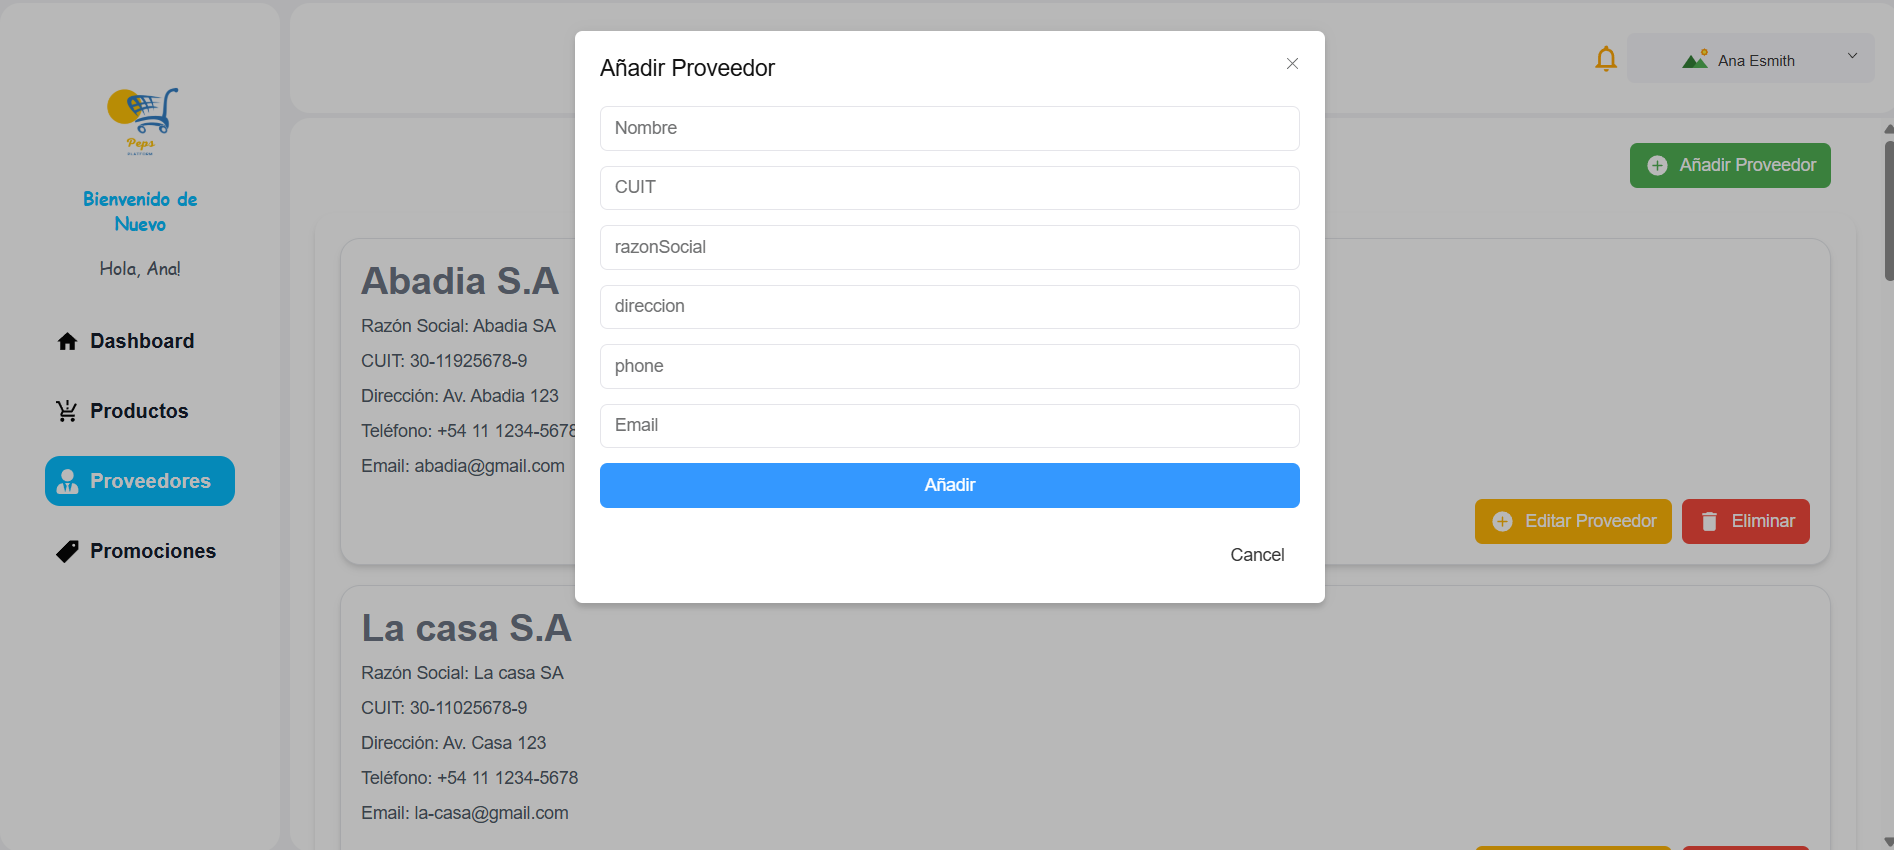 Peps
PLATFORM
Bienvenido de
Nuevo
Hola, Ana!
Dashboard
Productos
Proveedores
Promociones
Ana Esmith
Añadir Proveedor
Abadia S.A
Razón Social: Abadia SA
CUIT: 30-11925678-9
Dirección: Av. Abadia 123
Teléfono: +54 11 1234-5678
Email: abadia@gmail.com
Editar Proveedor
Eliminar
La casa S.A
Razón Social: La casa SA
CUIT: 30-11025678-9
Dirección: Av. Casa 123
Teléfono: +54 11 1234-5678
Email: la-casa@gmail.com
Añadir Proveedor
Nombre
CUIT
razonSocial
direccion
phone
Email
Añadir
Cancel